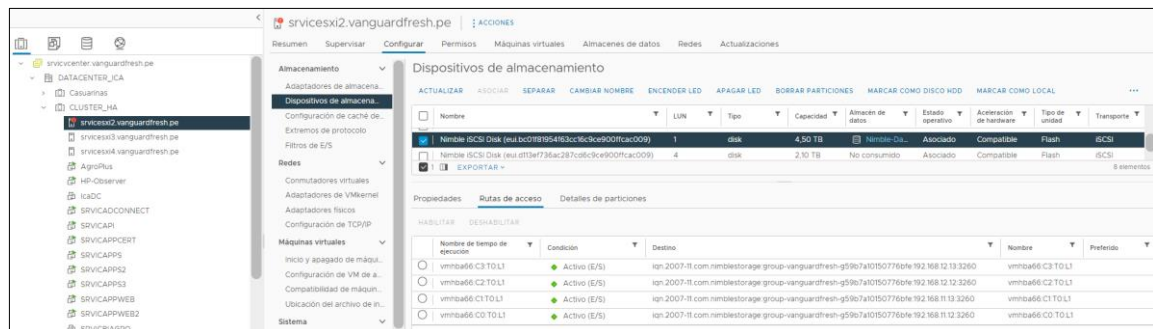 srvicesxi2.vanguardfresh.pe
ACCIONES
Resumen Supervisar Configurar Permisos Máquinas virtuales Almacenes de datos Redes Actualizaciones
srvicvcenter.vanguardfresh.pe
DATACENTER_ICA
Casuarinas
CLUSTER_HA
srvicesxi2.vanguardfresh.pe
srvicesxi3.vanguardfresh.pe
srvicesxi4.vanguardfresh.pe
AgroPlus
HP-Observer
IcaDC
SRVICADCONNECT
SRVICAPI
SRVICAPPCERT
SRVICAPPS
SRVICAPPS2
SRVICAPPS3
SRVICAPPWEB
SRVICAPPWEB2
Almacenamiento
Adaptadores de almacena...
Dispositivos de almacena...
Configuración de caché de...
Extremos de protocolo
Filtros de E/S
Redes
Conmutadores virtuales
Adaptadores de VMkernel
Adaptadores físicos
Configuración de TCP/IP
Máquinas virtuales
Inicio y apagado de máqui...
Configuración de VM de a...
Compatibilidad de máquin...
Ubicación del archivo de in...
Sistema
Dispositivos de almacenamiento
ACTUALIZAR ASOCIAR SEPARAR CAMBIAR NOMBRE ENCENDER LED APAGAR LED BORRAR PARTICIONES MARCAR COMO DISCO HDD MARCAR COMO LOCAL ...
Nombre LUN Tipo Capacidad Almacén de datos Estado operativo Aceleración de hardware Tipo de unidad Transporte
Nimble iSCSI Disk (eui.bc01f81954163cc16c9ce900ffcac009) 1 disk 4,50 TB Nimble-Da... Asociado Compatible Flash iSCSI
Nimble iSCSI Disk (eui.d113ef736ac287cd6c9ce900ffcac009) 4 disk 2,10 TB No consumido Asociado Compatible Flash iSCSI
1 EXPORTAR 6 elementos
Propiedades Rutas de acceso Detalles de particiones
HABILITAR DESHABILITAR
Nombre de tiempo de ejecución Condición Destino Nombre Preferido
vmhba66:C3:T0:L1 Activo (E/S) iqn.2007-11.com.nimblestorage:group-vanguardfresh-g59b7a10150776bfe:192.168.12.13:3260 vmhba66:C3:T0:L1
vmhba66:C2:T0:L1 Activo (E/S) iqn.2007-11.com.nimblestorage:group-vanguardfresh-g59b7a10150776bfe:192.168.12.12:3260 vmhba66:C2:T0:L1
vmhba66:C1:T0:L1 Activo (E/S) iqn.2007-11.com.nimblestorage:group-vanguardfresh-g59b7a10150776bfe:192.168.11.13:3260 vmhba66:C1:T0:L1
vmhba66:C0:T0:L1 Activo (E/S) iqn.2007-11.com.nimblestorage:group-vanguardfresh-g59b7a10150776bfe:192.168.11.12:3260 vmhba66:C0:T0:L1